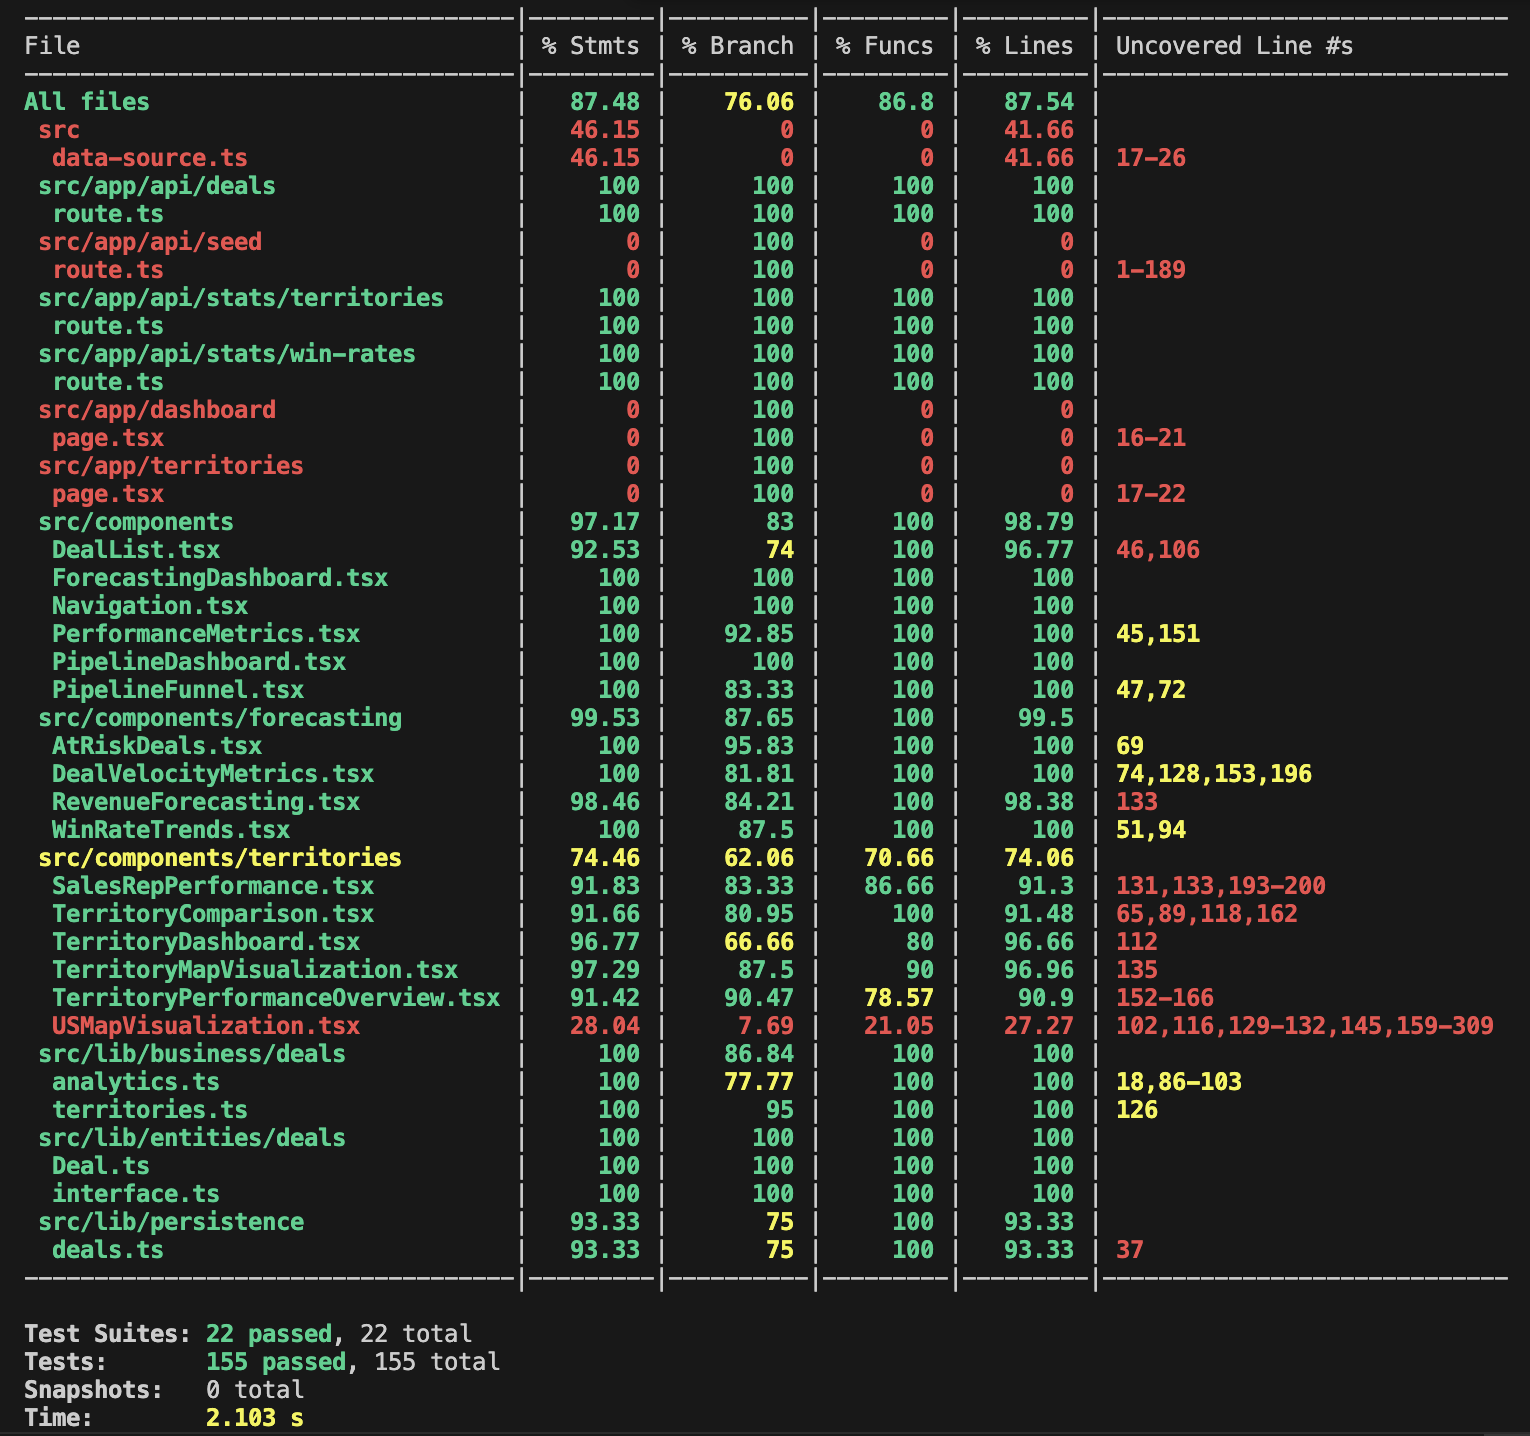 File | % Stmts | % Branch | % Funcs | % Lines | Uncovered Line #s
All files | 87.48 | 76.06 | 86.8 | 87.54 |
src | 46.15 | 0 | 0 | 41.66 |
data-source.ts | 46.15 | 0 | 0 | 41.66 | 17-26
src/app/api/deals | 100 | 100 | 100 | 100 |
route.ts | 100 | 100 | 100 | 100 |
src/app/api/seed | 0 | 100 | 0 | 0 |
route.ts | 0 | 100 | 0 | 0 | 1-189
src/app/api/stats/territories | 100 | 100 | 100 | 100 |
route.ts | 100 | 100 | 100 | 100 |
src/app/api/stats/win-rates | 100 | 100 | 100 | 100 |
route.ts | 100 | 100 | 100 | 100 |
src/app/dashboard | 0 | 100 | 0 | 0 |
page.tsx | 0 | 100 | 0 | 0 | 16-21
src/app/territories | 0 | 100 | 0 | 0 |
page.tsx | 0 | 100 | 0 | 0 | 17-22
src/components | 97.17 | 83 | 100 | 98.79 |
DealList.tsx | 92.53 | 74 | 100 | 96.77 | 46,106
ForecastingDashboard.tsx | 100 | 100 | 100 | 100 |
Navigation.tsx | 100 | 100 | 100 | 100 |
PerformanceMetrics.tsx | 100 | 92.85 | 100 | 100 | 45,151
PipelineDashboard.tsx | 100 | 100 | 100 | 100 |
PipelineFunnel.tsx | 100 | 83.33 | 100 | 100 | 47,72
src/components/forecasting | 99.53 | 87.65 | 100 | 99.5 |
AtRiskDeals.tsx | 100 | 95.83 | 100 | 100 | 69
DealVelocityMetrics.tsx | 100 | 81.81 | 100 | 100 | 74,128,153,196
RevenueForecasting.tsx | 98.46 | 84.21 | 100 | 98.38 | 133
WinRateTrends.tsx | 100 | 87.5 | 100 | 100 | 51,94
src/components/territories | 74.46 | 62.06 | 70.66 | 74.06 |
SalesRepPerformance.tsx | 91.83 | 83.33 | 86.66 | 91.3 | 131,133,193-200
TerritoryComparison.tsx | 91.66 | 80.95 | 100 | 91.48 | 65,89,118,162
TerritoryDashboard.tsx | 96.77 | 66.66 | 80 | 96.66 | 112
TerritoryMapVisualization.tsx | 97.29 | 87.5 | 90 | 96.96 | 135
TerritoryPerformanceOverview.tsx | 91.42 | 90.47 | 78.57 | 90.9 | 152-166
USMapVisualization.tsx | 28.04 | 7.69 | 21.05 | 27.27 | 102,116,129-132,145,159-309
src/lib/business/deals | 100 | 86.84 | 100 | 100 |
analytics.ts | 100 | 77.77 | 100 | 100 | 18,86-103
territories.ts | 100 | 95 | 100 | 100 | 126
src/lib/entities/deals | 100 | 100 | 100 | 100 |
Deal.ts | 100 | 100 | 100 | 100 |
interface.ts | 100 | 100 | 100 | 100 |
src/lib/persistence | 93.33 | 75 | 100 | 93.33 |
deals.ts | 93.33 | 75 | 100 | 93.33 | 37
Test Suites: 22 passed, 22 total
Tests: 155 passed, 155 total
Snapshots: 0 total
Time: 2.103 s